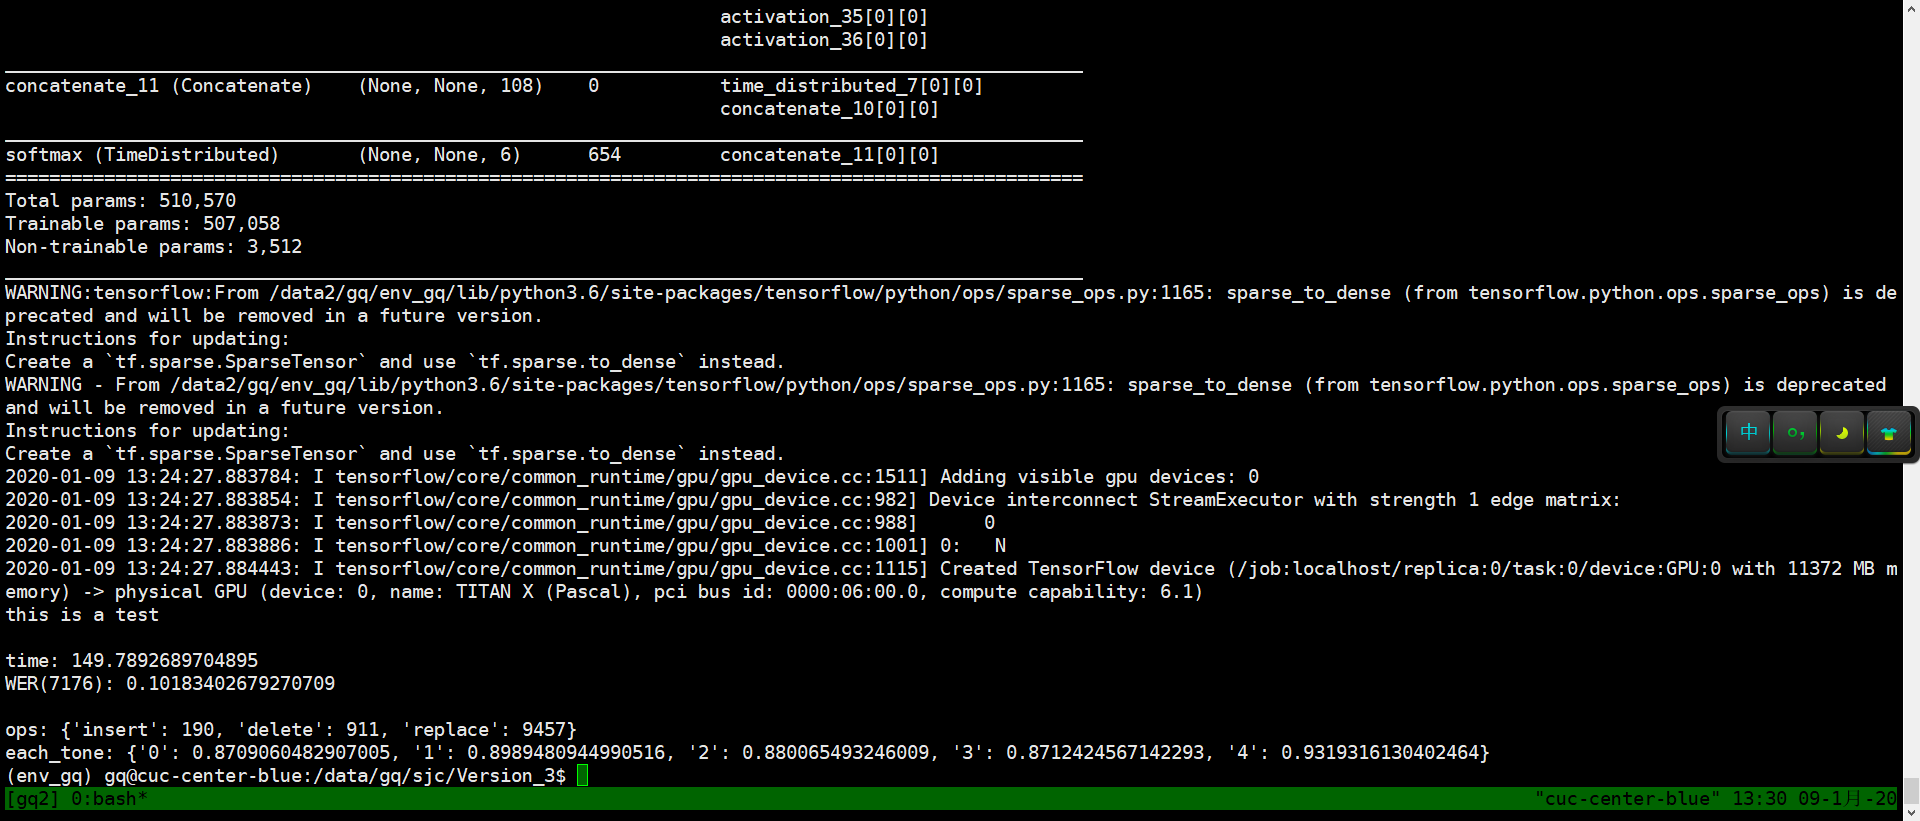 activation_35[0][0]
activation_36[0][0]
concatenate_11 (Concatenate)    (None, None, 108)    0           time_distributed_7[0][0]
concatenate_10[0][0]
softmax (TimeDistributed)       (None, None, 6)      654         concatenate_11[0][0]
==================================================================================================
Total params: 510,570
Trainable params: 507,058
Non-trainable params: 3,512
WARNING:tensorflow:From /data2/gq/env_gq/lib/python3.6/site-packages/tensorflow/python/ops/sparse_ops.py:1165: sparse_to_dense (from tensorflow.python.ops.sparse_ops) is de
precated and will be removed in a future version.
Instructions for updating:
Create a `tf.sparse.SparseTensor` and use `tf.sparse.to_dense` instead.
WARNING - From /data2/gq/env_gq/lib/python3.6/site-packages/tensorflow/python/ops/sparse_ops.py:1165: sparse_to_dense (from tensorflow.python.ops.sparse_ops) is deprecated
and will be removed in a future version.
Instructions for updating:
Create a `tf.sparse.SparseTensor` and use `tf.sparse.to_dense` instead.
中
2020-01-09 13:24:27.883784: I tensorflow/core/common_runtime/gpu/gpu_device.cc:1511] Adding visible gpu devices: 0
2020-01-09 13:24:27.883854: I tensorflow/core/common_runtime/gpu/gpu_device.cc:982] Device interconnect StreamExecutor with strength 1 edge matrix:
2020-01-09 13:24:27.883873: I tensorflow/core/common_runtime/gpu/gpu_device.cc:988]      0
2020-01-09 13:24:27.883886: I tensorflow/core/common_runtime/gpu/gpu_device.cc:1001] 0:   N
2020-01-09 13:24:27.884443: I tensorflow/core/common_runtime/gpu/gpu_device.cc:1115] Created TensorFlow device (/job:localhost/replica:0/task:0/device:GPU:0 with 11372 MB m
emory) -> physical GPU (device: 0, name: TITAN X (Pascal), pci bus id: 0000:06:00.0, compute capability: 6.1)
this is a test
time: 149.7892689704895
WER(7176): 0.10183402679270709
ops: {'insert': 190, 'delete': 911, 'replace': 9457}
each_tone: {'0': 0.8709060482907005, '1': 0.8989480944990516, '2': 0.880065493246009, '3': 0.8712424567142293, '4': 0.9319316130402464}
(env_gq) gq@cuc-center-blue:/data/gq/sjc/Version_3$
[gq2] 0:bash*    "cuc-center-blue" 13:30 09-1月-20